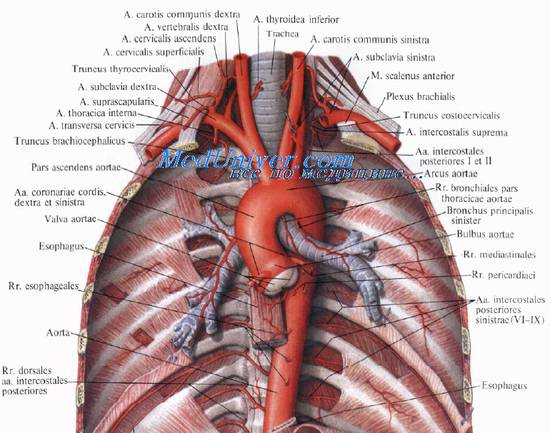 A. carotis communis dextra
A. vertebralis dextra
A. cervicalis ascendens
A. cervicalis superficialis
Truncus thyrocervicalis
A. subclavia dextra
A. suprascapularis
A. thoracica interna
A. transversa cervicis
Truncus brachiocephalicus
Pars ascendens aortae
Aa. coronariae cordis,
dextra et sinistra
Valva aortae
Esophagus
Rr. esophageales
Aorta
Rr. dorsales
aa. intercostales
posteriores
A. thyroidea inferior
Trachea
A. carotis communis sinistra
A. subclavia sinistra
M. scalenus anterior
Plexus brachialis
Truncus costocervicalis
A. intercostalis suprema
Aa. intercostales
posteriores I et II
Arcus aortae
Rr. bronchiales pars
thoracicae aortae
Bronchus principalis
sinister
Bulbus aortae
Rr. mediastinales
Rr. pericardiaci
Aa. intercostales
posteriores
sinistrae (VI-IX)
Esophagus
MedUniver.com
все по медицине...